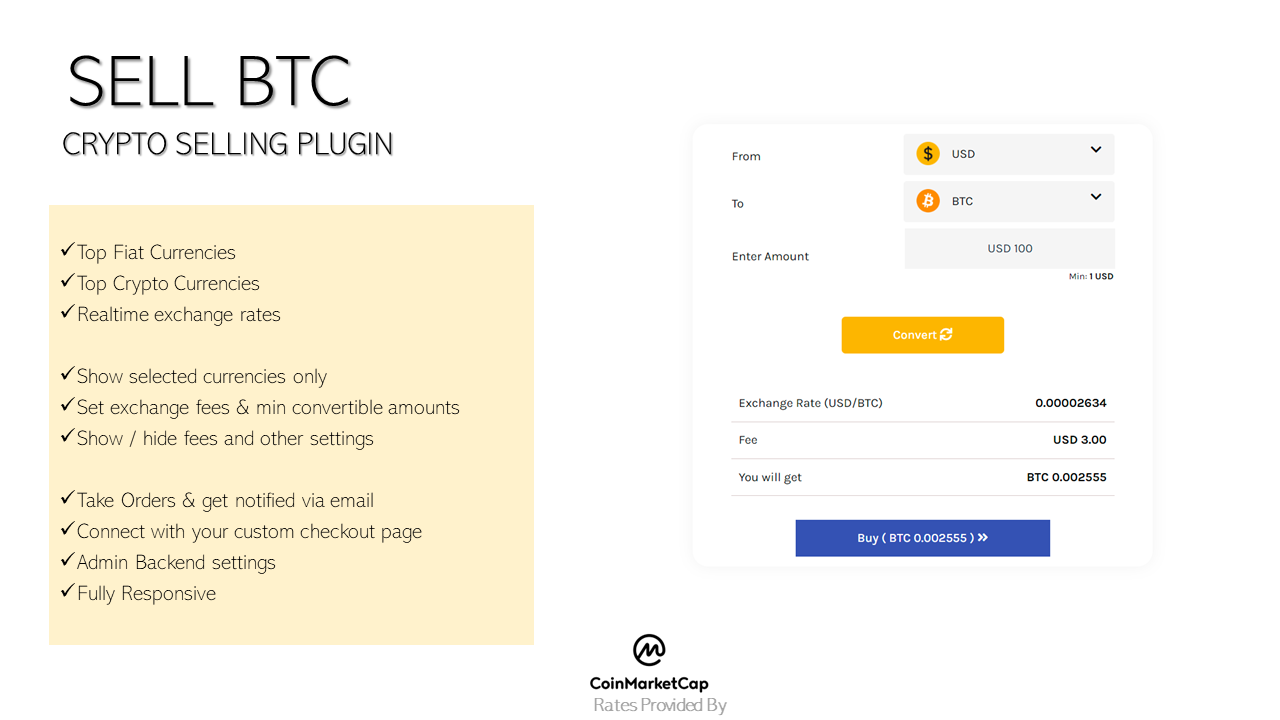 SELL BTC
CRYPTO SELLING PLUGIN
✓Top Fiat Currencies
✓Top Crypto Currencies
✓Realtime exchange rates
✓Show selected currencies only
✓Set exchange fees & min convertible amounts
✓Show / hide fees and other settings
✓Take Orders & get notified via email
✓Connect with your custom checkout page
✓Admin Backend settings
✓Fully Responsive
From $ USD
To BTC
Enter Amount USD 100
Min: 1 USD
Convert
Exchange Rate (USD/BTC) 0.00002634
Fee USD 3.00
You will get BTC 0.002555
Buy ( BTC 0.002555 ) »
CoinMarketCap
Rates Provided By